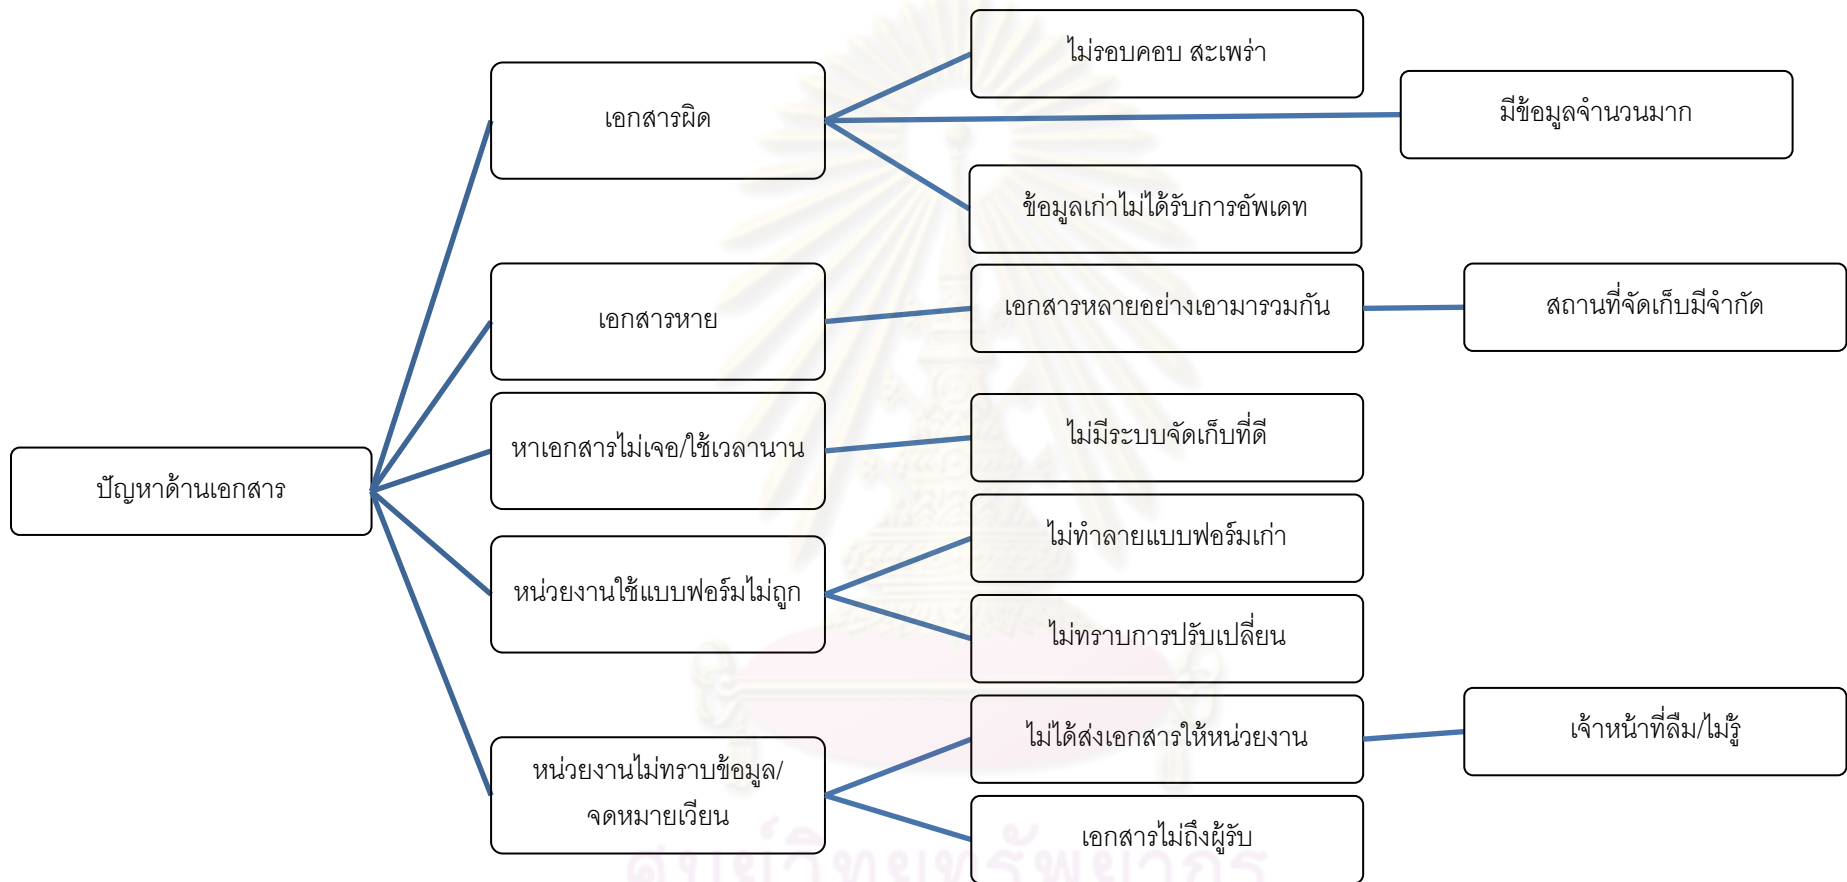 ไม่รอบคอบ สะเพร่า
เอกสารผิด
มีข้อมูลจำนวนมาก
ข้อมูลเก่าไม่ได้รับการอัพเดท
เอกสารหาย
เอกสารหลายอย่างเอามารวมกัน
สถานที่จัดเก็บมีจำกัด
หาเอกสารไม่เจอ/ใช้เวลานาน
ไม่มีระบบจัดเก็บที่ดี
ปัญหาด้านเอกสาร
ไม่ทำลายแบบฟอร์มเก่า
หน่วยงานใช้แบบฟอร์มไม่ถูก
ไม่ทราบการปรับเปลี่ยน
ไม่ได้ส่งเอกสารให้หน่วยงาน
เจ้าหน้าที่ลืม/ไม่รู้
หน่วยงานไม่ทราบข้อมูล/
จดหมายเวียน
เอกสารไม่ถึงผู้รับ
ศูนย์วิทยทรัพยากร